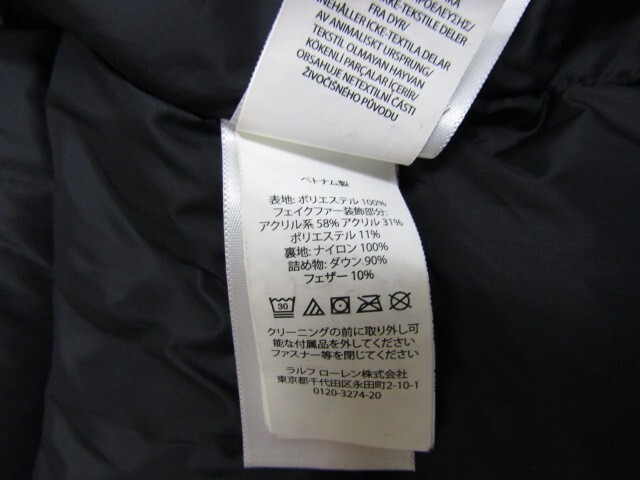 FRA DYR/
INNEHÅLLER ICKE-TEXTILA DELAR
AV ANIMALISKT URSPRUNG/
TEKSTİL OLMAYAN HAYVAN
KÖKENLİ PARÇALAR İÇERİR/
OBSAHUJE NETEXTILNÍ ČÁSTI
ŽIVOČIŠNÉHO PŮVODU
ベトナム製
表地: ポリエステル 100%
フェイクファー装飾部分:
アクリル系 58% アクリル 31%
ポリエステル 11%
裏地: ナイロン 100%
詰め物: ダウン 90%
フェザー 10%
30
クリーニングの前に取り外し可
能な付属品を外してください
ファスナー等を閉じてください
ラルフ ローレン株式会社
東京都千代田区永田町2-10-1
0120-3274-20